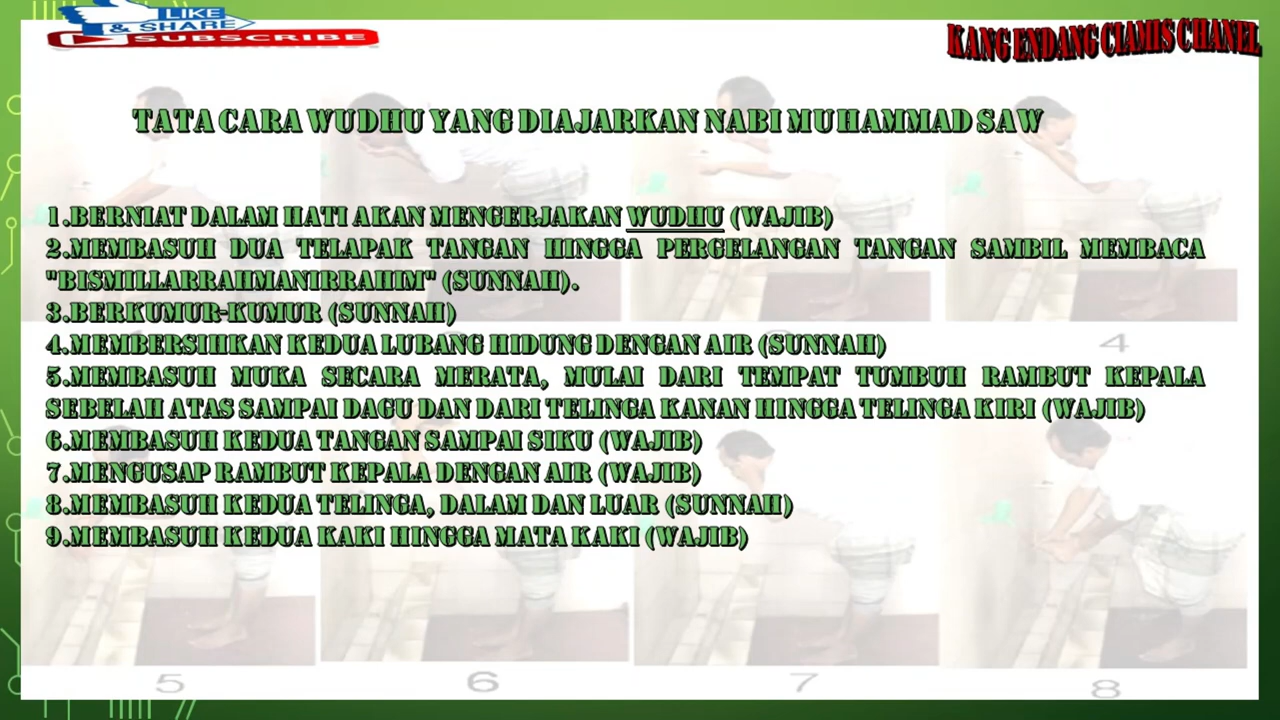 LIKE
& SHARE
SUBSCRIBE
KANG ENDANG CIAMIS CHANEL
TATA CARA WUDHU YANG DIAJARKAN NABI MUHAMMAD SAW
1.BERNIAT DALAM HATI AKAN MENGERJAKAN WUDHU (WAJIB)
2.MEMBASUH DUA TELAPAK TANGAN HINGGA PERGELANGAN TANGAN SAMBIL MEMBACA
"BISMILLARRAHMANIRRAHIM" (SUNNAH).
3.BERKUMUR-KUMUR (SUNNAH)
4.MEMBERSIHKAN KEDUA LUBANG HIDUNG DENGAN AIR (SUNNAH)
5.MEMBASUH MUKA SECARA MERATA, MULAI DARI TEMPAT TUMBUH RAMBUT KEPALA
SEBELAH ATAS SAMPAI DAGU DAN DARI TELINGA KANAN HINGGA TELINGA KIRI (WAJIB)
6.MEMBASUH KEDUA TANGAN SAMPAI SIKU (WAJIB)
7.MENGUSAP RAMBUT KEPALA DENGAN AIR (WAJIB)
8.MEMBASUH KEDUA TELINGA, DALAM DAN LUAR (SUNNAH)
9.MEMBASUH KEDUA KAKI HINGGA MATA KAKI (WAJIB)
4
5
6
7
8